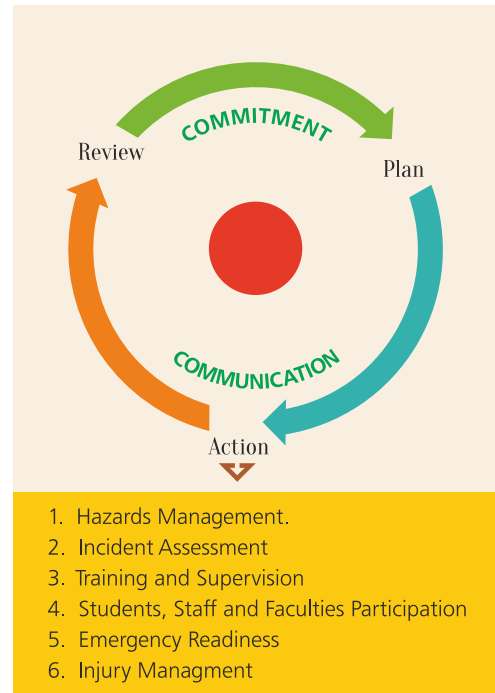 COMMITMENT
Review
Plan
COMMUNICATION
Action
1. Hazards Management.
2. Incident Assessment
3. Training and Supervision
4. Students, Staff and Faculties Participation
5. Emergency Readiness
6. Injury Managment